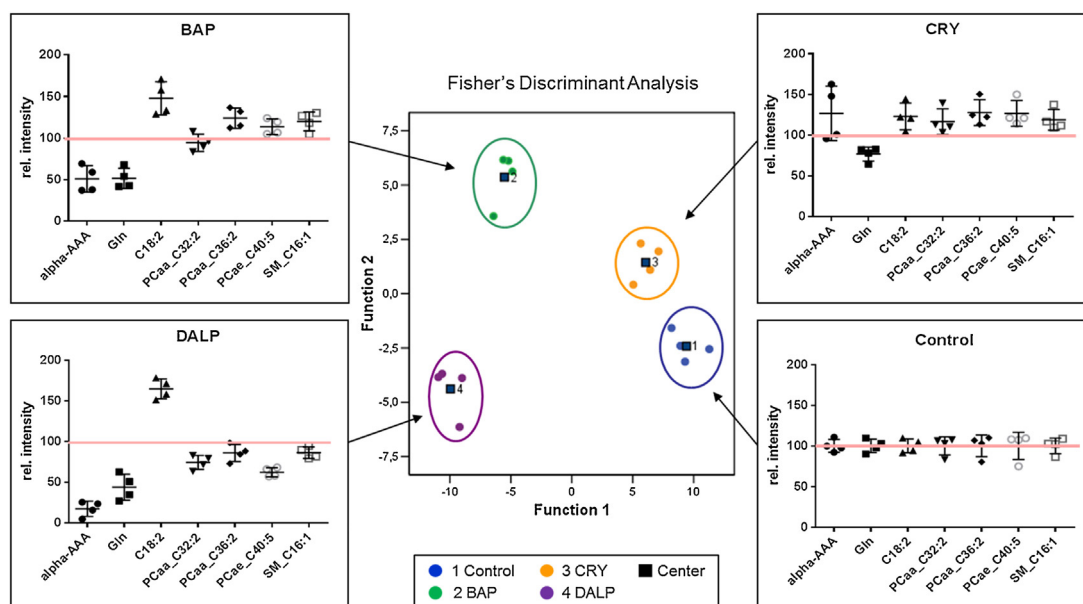 BAP
rel. intensity
200
150
100
50
0
alpha-AAA
Gln
C18:2
PCaa_C32:2
PCaa_C36:2
PCae_C40:5
SM_C16:1
DALP
rel. intensity
200
150
100
50
0
alpha-AAA
Gln
C18:2
PCaa_C32:2
PCaa_C36:2
PCae_C40:5
SM_C16:1
Fisher's Discriminant Analysis
Function 2
7,5
5,0
2,5
0,0
-2,5
-5,0
-7,5
2
3
1
4
-10
-5
0
5
10
Function 1
1 Control
3 CRY
Center
2 BAP
4 DALP
CRY
rel. intensity
200
150
100
50
0
alpha-AAA
Gln
C18:2
PCaa_C32:2
PCaa_C36:2
PCae_C40:5
SM_C16:1
Control
rel. intensity
200
150
100
50
0
alpha-AAA
Gln
C18:2
PCaa_C32:2
PCaa_C36:2
PCae_C40:5
SM_C16:1